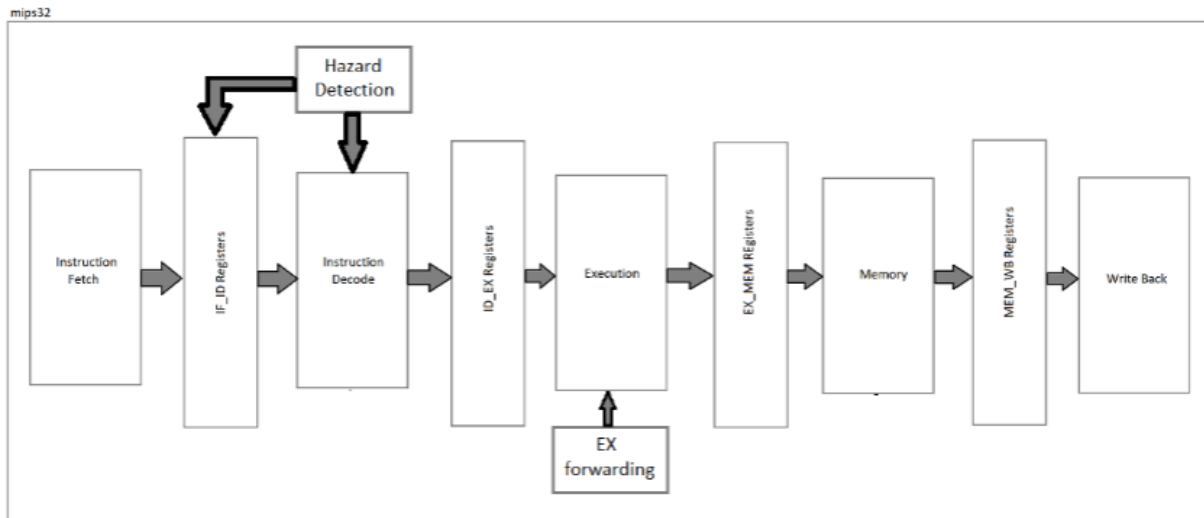 mips32
Hazard
Detection
Instruction
Fetch
IF_ID Registers
Instruction
Decode
ID_EX Registers
Execution
EX_MEM REgisters
Memory
MEM_WB Registers
Write Back
EX
forwarding